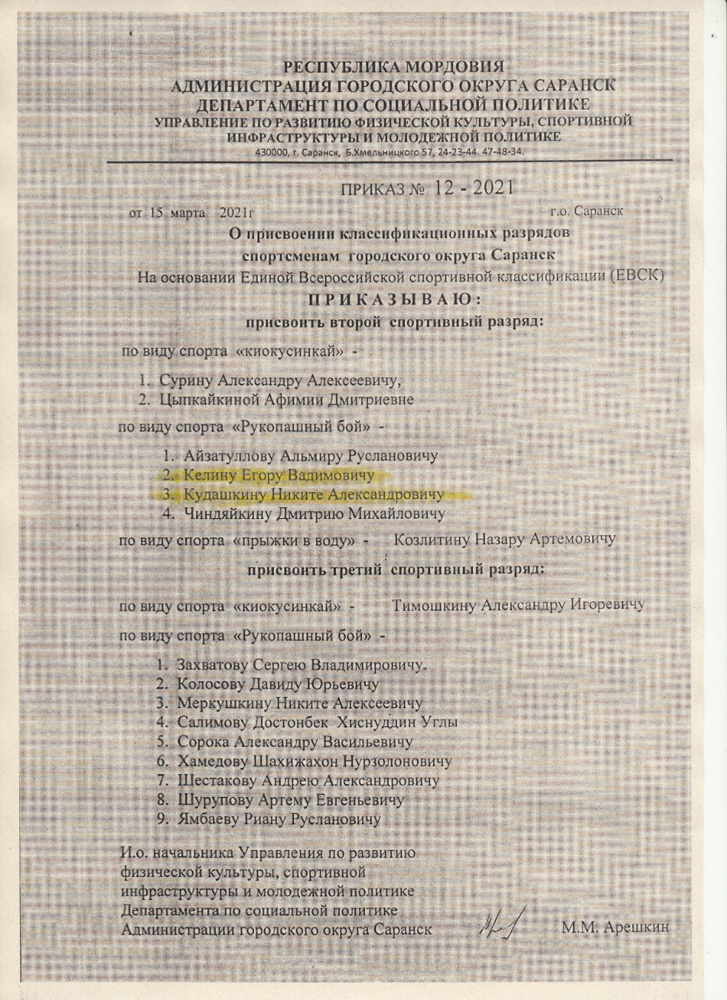 РЕСПУБЛИКА МОРДОВИЯ
АДМИНИСТРАЦИЯ ГОРОДСКОГО ОКРУГА САРАНСК
ДЕПАРТАМЕНТ ПО СОЦИАЛЬНОЙ ПОЛИТИКЕ
УПРАВЛЕНИЕ ПО РАЗВИТИЮ ФИЗИЧЕСКОЙ КУЛЬТУРЫ, СПОРТИВНОЙ
ИНФРАСТРУКТУРЫ И МОЛОДЕЖНОЙ ПОЛИТИКЕ
430000, г. Саранск, Б.Хмельницкого 57, 24-23-44. 47-48-34.
ПРИКАЗ № 12 - 2021
от 15 марта 2021г г.о. Саранск
О присвоении классификационных разрядов
спортсменам городского округа Саранск
На основании Единой Всероссийской спортивной классификации (ЕВСК)
П Р И К А З Ы В А Ю :
присвоить второй спортивный разряд:
по виду спорта «киокусинкай» -
1. Сурину Александру Алексеевичу,
2. Цыпкайкиной Афимии Дмитриевне
по виду спорта «Рукопашный бой» -
1. Айзатуллову Альмиру Руслановичу
2. Келину Егору Вадимовичу
3. Кудашкину Никите Александровичу
4. Чиндяйкину Дмитрию Михайловичу
по виду спорта «прыжки в воду» - Козлитину Назару Артемовичу
присвоить третий спортивный разряд:
по виду спорта «киокусинкай» - Тимошкину Александру Игоревичу
по виду спорта «Рукопашный бой» -
1. Захватову Сергею Владимировичу.
2. Колосову Давиду Юрьевичу
3. Меркушкину Никите Алексеевичу
4. Салимову Достонбек Хиснуддин Углы
5. Сорока Александру Васильевичу
6. Хамедову Шахижахон Нурзолоновичу
7. Шестакову Андрею Александровичу
8. Шурупову Артему Евгеньевичу
9. Ямбаеву Риану Руслановичу
И.о. начальника Управления по развитию
физической культуры, спортивной
инфраструктуры и молодежной политике
Департамента по социальной политике
Администрации городского округа Саранск М.М. Арешкин